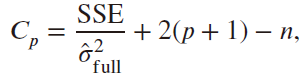 C_p = SSE / σ̂²_full + 2(p + 1) − n,